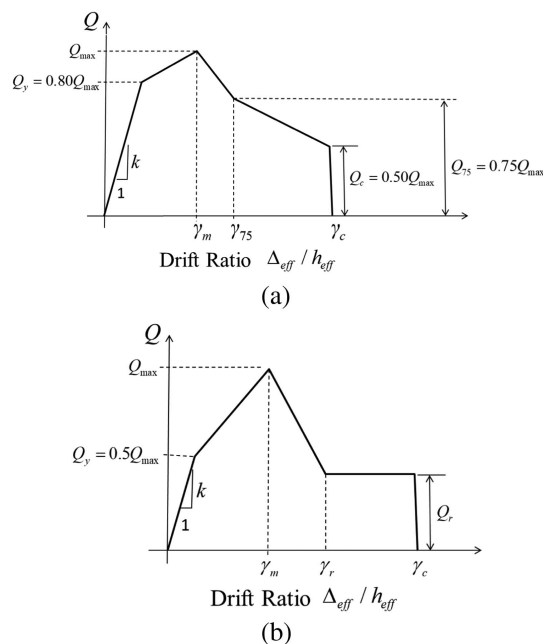 Q
Q_max
Q_y = 0.80Q_max
k
1
Q_c = 0.50Q_max
Q_75 = 0.75Q_max
γ_m γ_75 γ_c
Drift Ratio Δ_eff / h_eff
(a)
Q
Q_max
Q_y = 0.5Q_max
k
1
Q_r
γ_m γ_r γ_c
Drift Ratio Δ_eff / h_eff
(b)